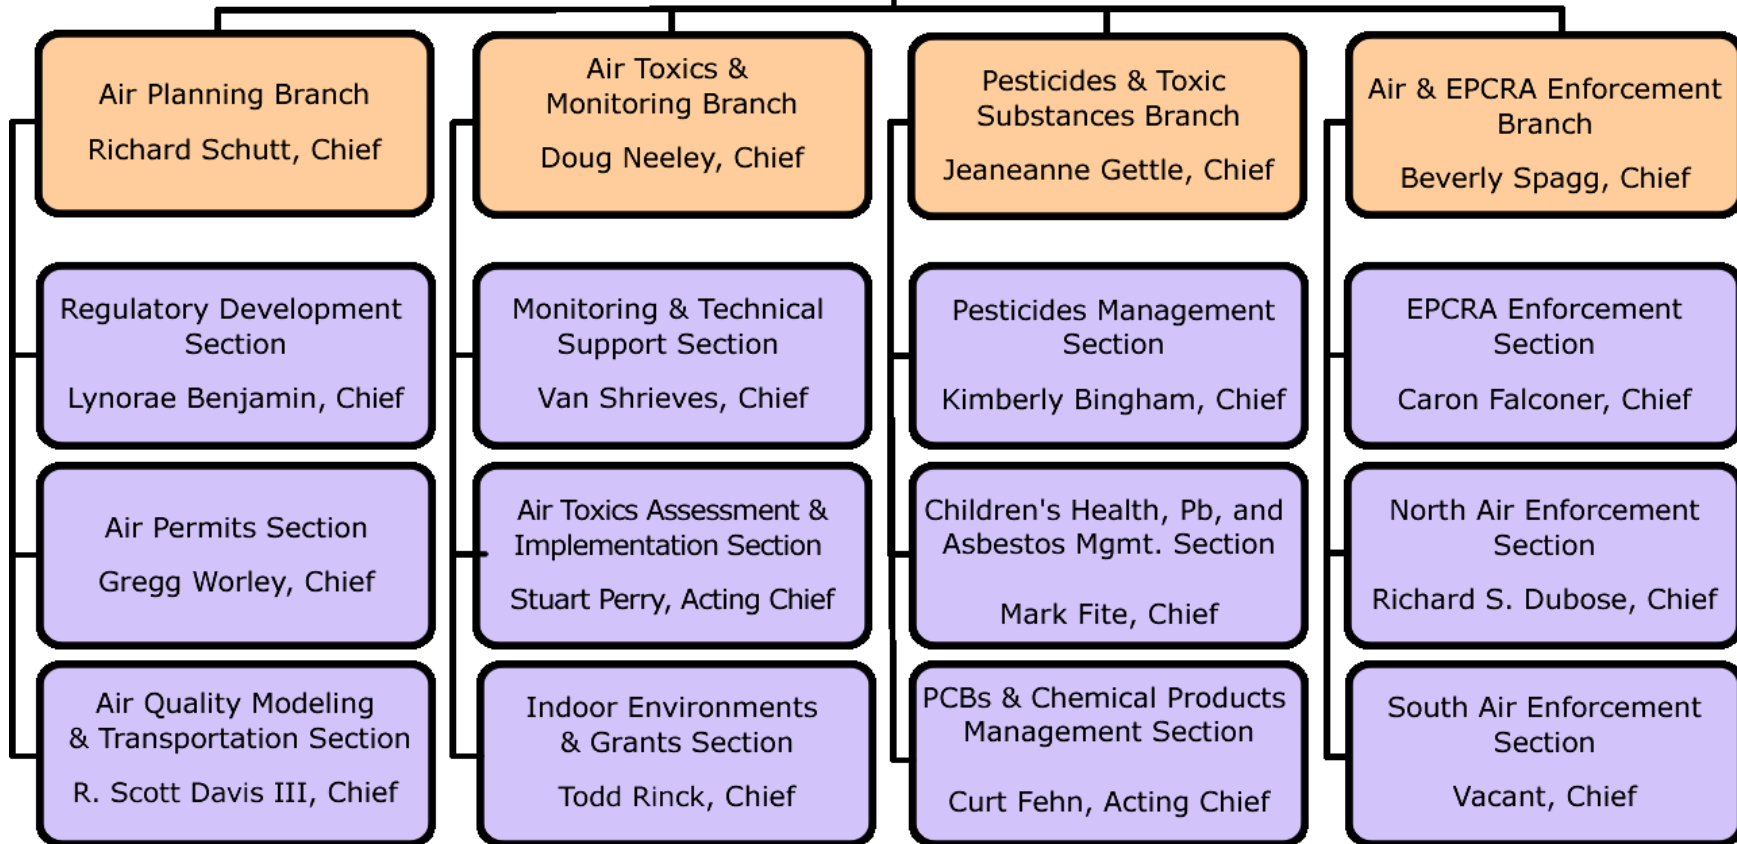 Air Planning Branch
Richard Schutt, Chief
Air Toxics &
Monitoring Branch
Doug Neeley, Chief
Pesticides & Toxic
Substances Branch
Jeaneanne Gettle, Chief
Air & EPCRA Enforcement
Branch
Beverly Spagg, Chief
Regulatory Development
Section
Lynorae Benjamin, Chief
Monitoring & Technical
Support Section
Van Shrieves, Chief
Pesticides Management
Section
Kimberly Bingham, Chief
EPCRA Enforcement
Section
Caron Falconer, Chief
Air Permits Section
Gregg Worley, Chief
Air Toxics Assessment &
Implementation Section
Stuart Perry, Acting Chief
Children's Health, Pb, and
Asbestos Mgmt. Section
Mark Fite, Chief
North Air Enforcement
Section
Richard S. Dubose, Chief
Air Quality Modeling
& Transportation Section
R. Scott Davis III, Chief
Indoor Environments
& Grants Section
Todd Rinck, Chief
PCBs & Chemical Products
Management Section
Curt Fehn, Acting Chief
South Air Enforcement
Section
Vacant, Chief